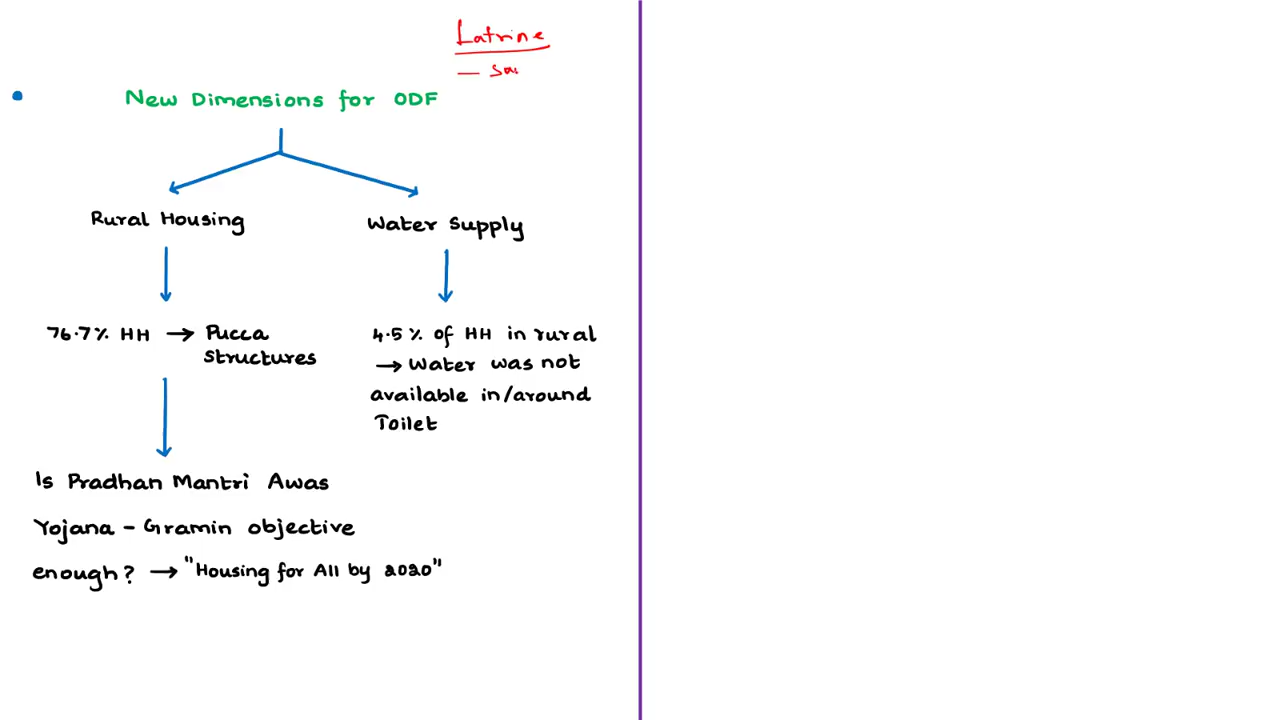 Latrine
—
New Dimensions for ODF
Rural Housing
Water Supply
76.7% HH → Pucca
structures
4.5% of HH in rural
→ Water was not
available in/around
Toilet
Is Pradhan Mantri Awas
Yojana - Gramin objective
enough? → "Housing for All by 2020"